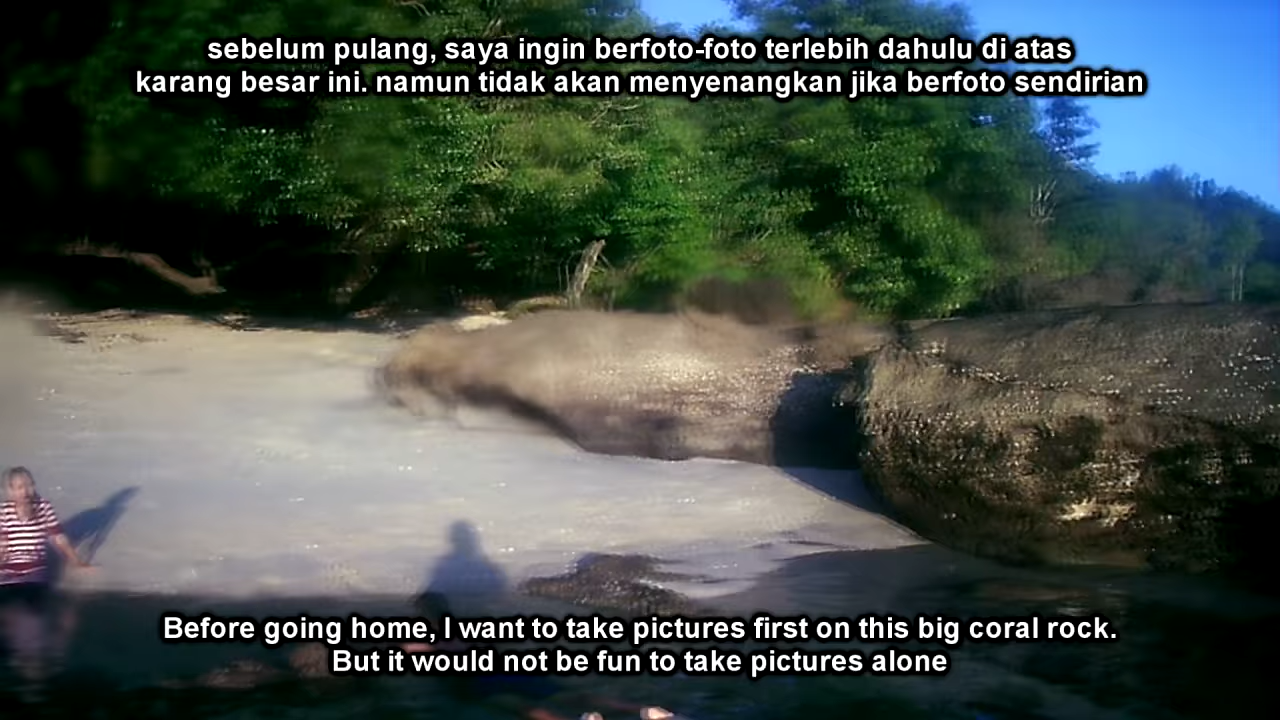 sebelum pulang, saya ingin berfoto-foto terlebih dahulu di atas
karang besar ini. namun tidak akan menyenangkan jika berfoto sendirian
Before going home, I want to take pictures first on this big coral rock.
But it would not be fun to take pictures alone